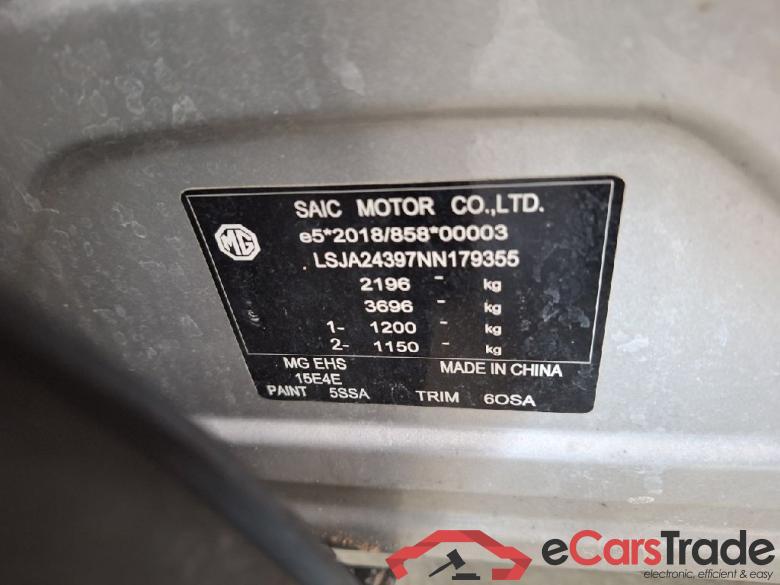 SAIC MOTOR CO.,LTD.
MG
e5*2018/858*00003
LSJA24397NN179355
2196 - kg
3696 - kg
1- 1200 - kg
2- 1150 - kg
MG EHS MADE IN CHINA
15E4E
PAINT 5SSA TRIM 6OSA
eCarsTrade
electronic, efficient & easy